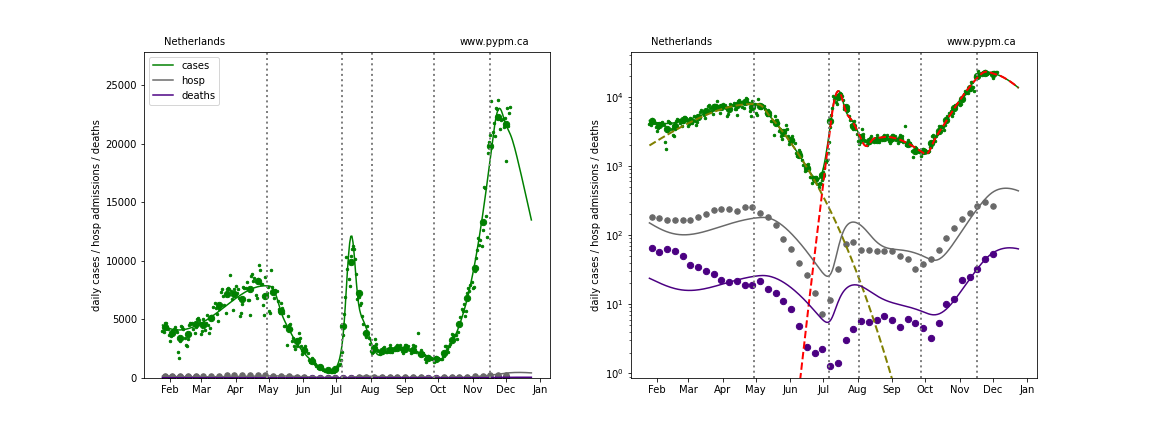 Netherlands www.pypm.ca
cases
hosp
deaths
daily cases / hosp admissions / deaths
25000
20000
15000
10000
5000
0
Feb Mar Apr May Jun Jul Aug Sep Oct Nov Dec Jan
Netherlands www.pypm.ca
daily cases / hosp admissions / deaths
10⁴
10³
10²
10¹
10⁰
Feb Mar Apr May Jun Jul Aug Sep Oct Nov Dec Jan